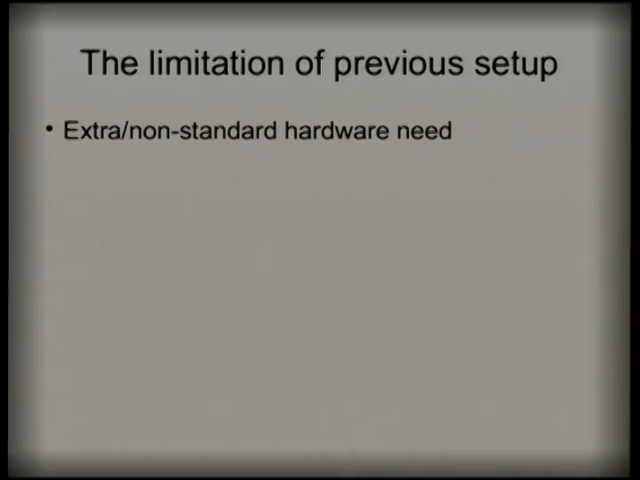 The limitation of previous setup
• Extra/non-standard hardware need